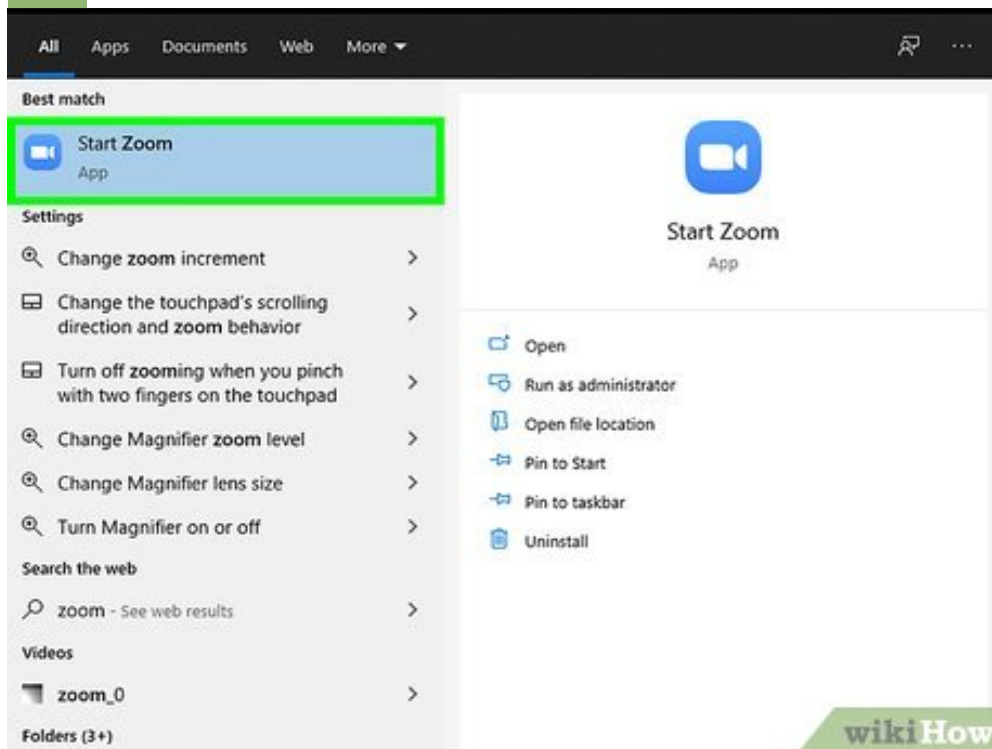 All Apps Documents Web More
Best match
Start Zoom
App
Settings
Change zoom increment
Change the touchpad's scrolling
direction and zoom behavior
Turn off zooming when you pinch
with two fingers on the touchpad
Change Magnifier zoom level
Change Magnifier lens size
Turn Magnifier on or off
Search the web
zoom - See web results
Videos
zoom_0
Folders (3+)
Start Zoom
App
Open
Run as administrator
Open file location
Pin to Start
Pin to taskbar
Uninstall
wikiHow